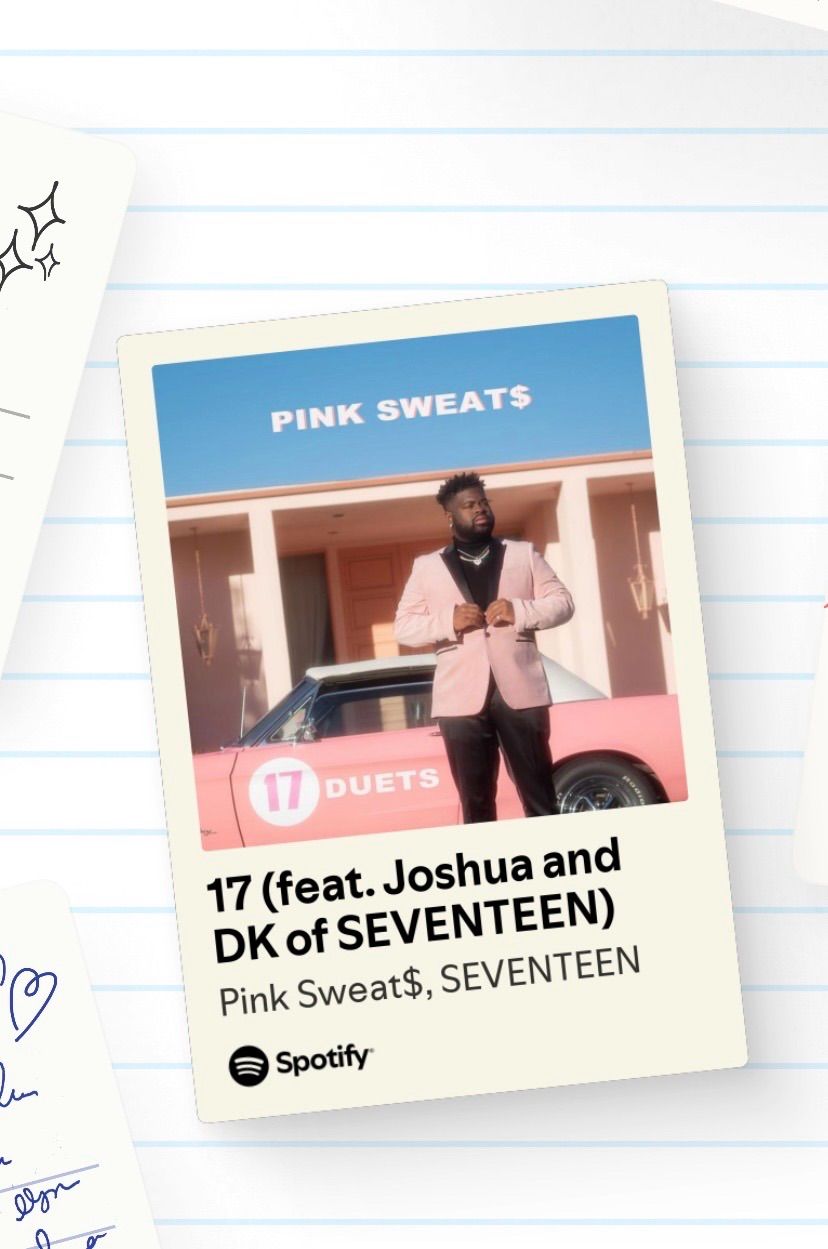 PINK SWEAT$
17 DUETS
17 (feat. Joshua and
DK of SEVENTEEN)
Pink Sweat$, SEVENTEEN
Spotify